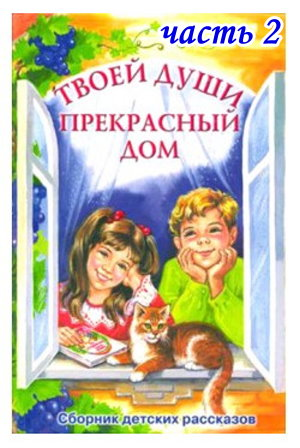 часть 2
ТВОЕЙ ДУШИ
ПРЕКРАСНЫЙ
ДОМ
Сборник детских рассказов